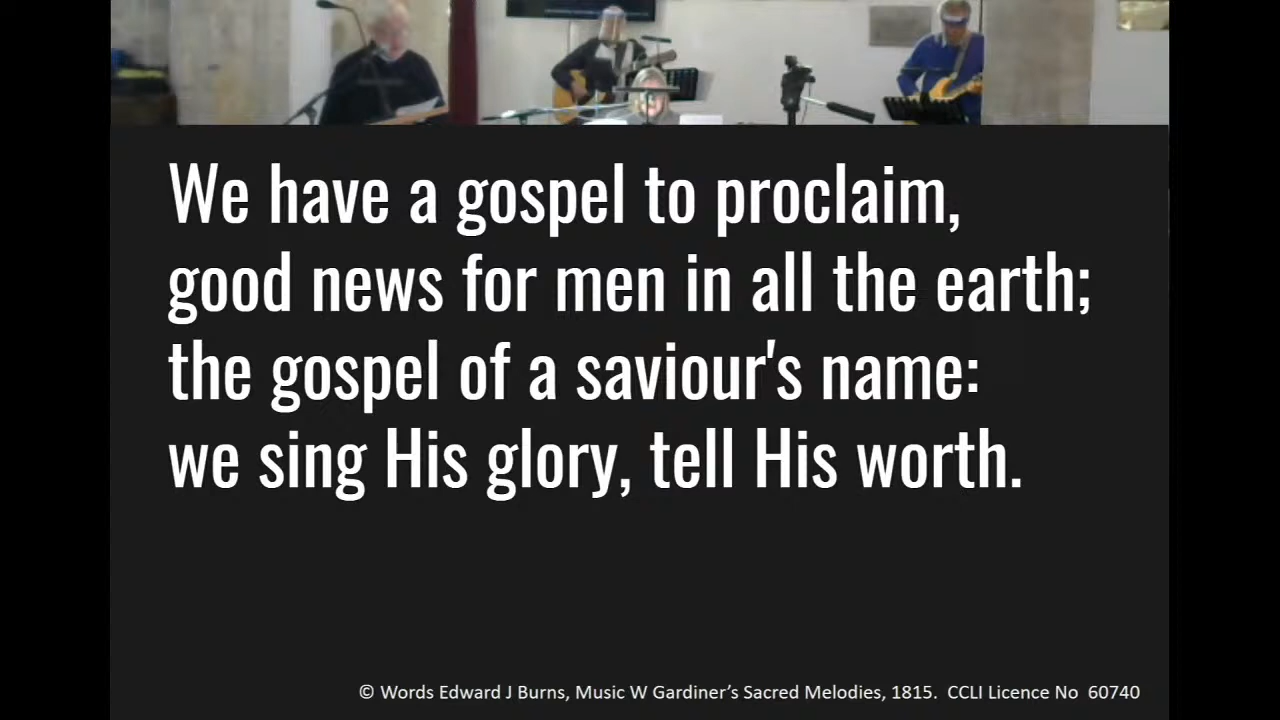 We have a gospel to proclaim,
good news for men in all the earth;
the gospel of a saviour's name:
we sing His glory, tell His worth.
© Words Edward J Burns, Music W Gardiner’s Sacred Melodies, 1815.  CCLI Licence No  60740